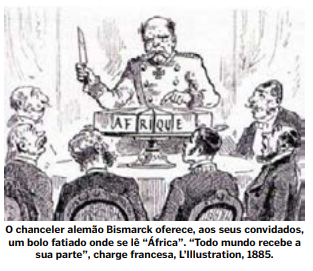 AFRIQUE
O chanceler alemão Bismarck oferece, aos seus convidados,
um bolo fatiado onde se lê “África”. “Todo mundo recebe a
sua parte”, charge francesa, L’Illustration, 1885.